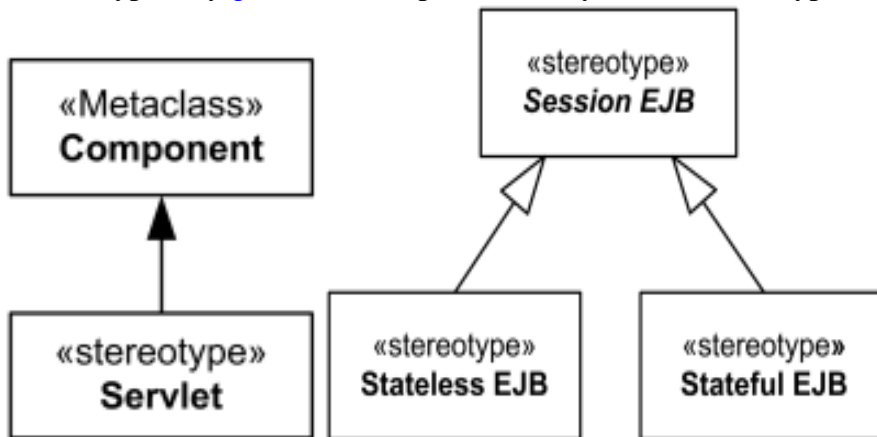 «Metaclass»
Component
«stereotype»
Servlet
«stereotype»
Session EJB
«stereotype»
Stateless EJB
«stereotype»
Stateful EJB